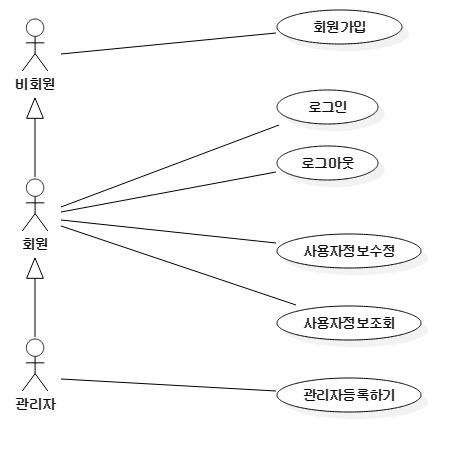 회원가입
비회원
로그인
로그아웃
회원
사용자정보수정
사용자정보조회
관리자
관리자등록하기